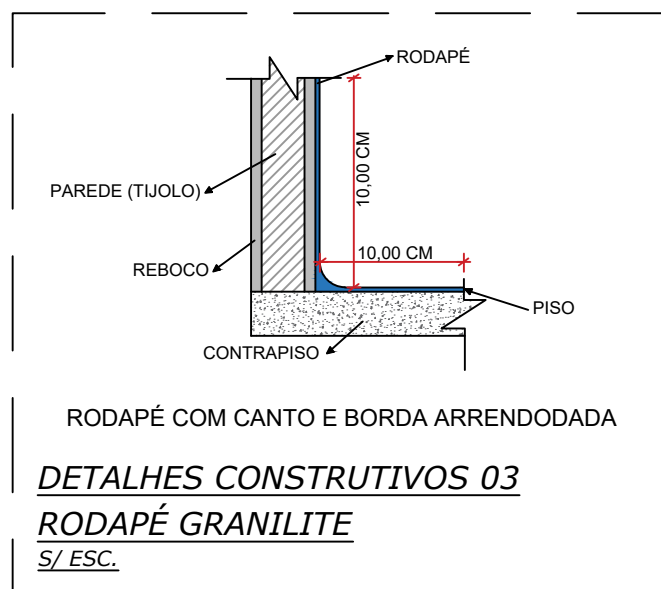 RODAPÉ
10,00 CM
PAREDE (TIJOLO)
10,00 CM
REBOCO
PISO
CONTRAPISO
RODAPÉ COM CANTO E BORDA ARRENDODADA
DETALHES CONSTRUTIVOS 03
RODAPÉ GRANILITE
S/ ESC.